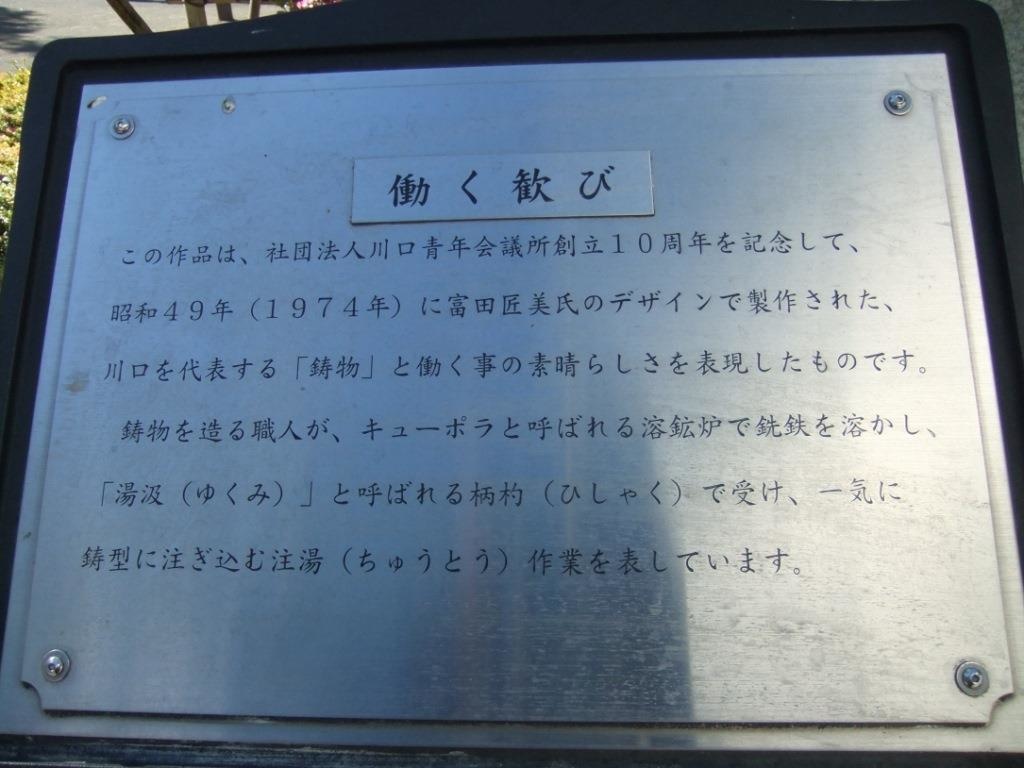 働く歓び
この作品は、社団法人川口青年会議所創立１０周年を記念して、
昭和４９年（１９７４年）に富田匠美氏のデザインで製作された、
川口を代表する「鋳物」と働く事の素晴らしさを表現したものです。
鋳物を造る職人が、キューポラと呼ばれる溶鉱炉で銑鉄を溶かし、
「湯汲（ゆくみ）」と呼ばれる柄杓（ひしゃく）で受け、一気に
鋳型に注ぎ込む注湯（ちゅうとう）作業を表しています。